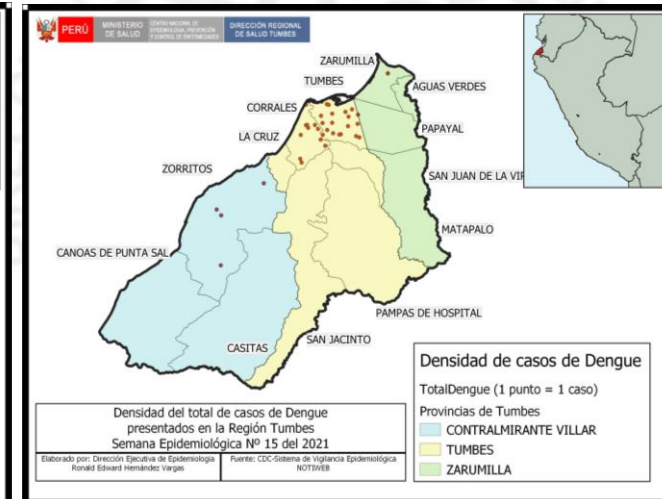 PERÚ
MINISTERIO
DE SALUD
CENTRO NACIONAL DE
EPIDEMIOLOGIA, PREVENCIÓN
Y CONTROL DE ENFERMEDADES
DIRECCIÓN REGIONAL
DE SALUD TUMBES
ZARUMILLA
TUMBES
AGUAS VERDES
CORRALES
PAPAYAL
LA CRUZ
ZORRITOS
SAN JUAN DE LA VIR
MATAPALO
CANOAS DE PUNTA SAL
PAMPAS DE HOSPITAL
SAN JACINTO
CASITAS
Densidad de casos de Dengue
TotalDengue (1 punto = 1 caso)
Provincias de Tumbes
CONTRALMIRANTE VILLAR
TUMBES
ZARUMILLA
Densidad del total de casos de Dengue
presentados en la Región Tumbes
Semana Epidemiológica Nº 15 del 2021
Elaborado por: Dirección Ejecutiva de Epidemiologia
Ronald Edward Hernández Vargas
Fuente: CDC-Sistema de Vigilancia Epidemiológica
NOTIWEB